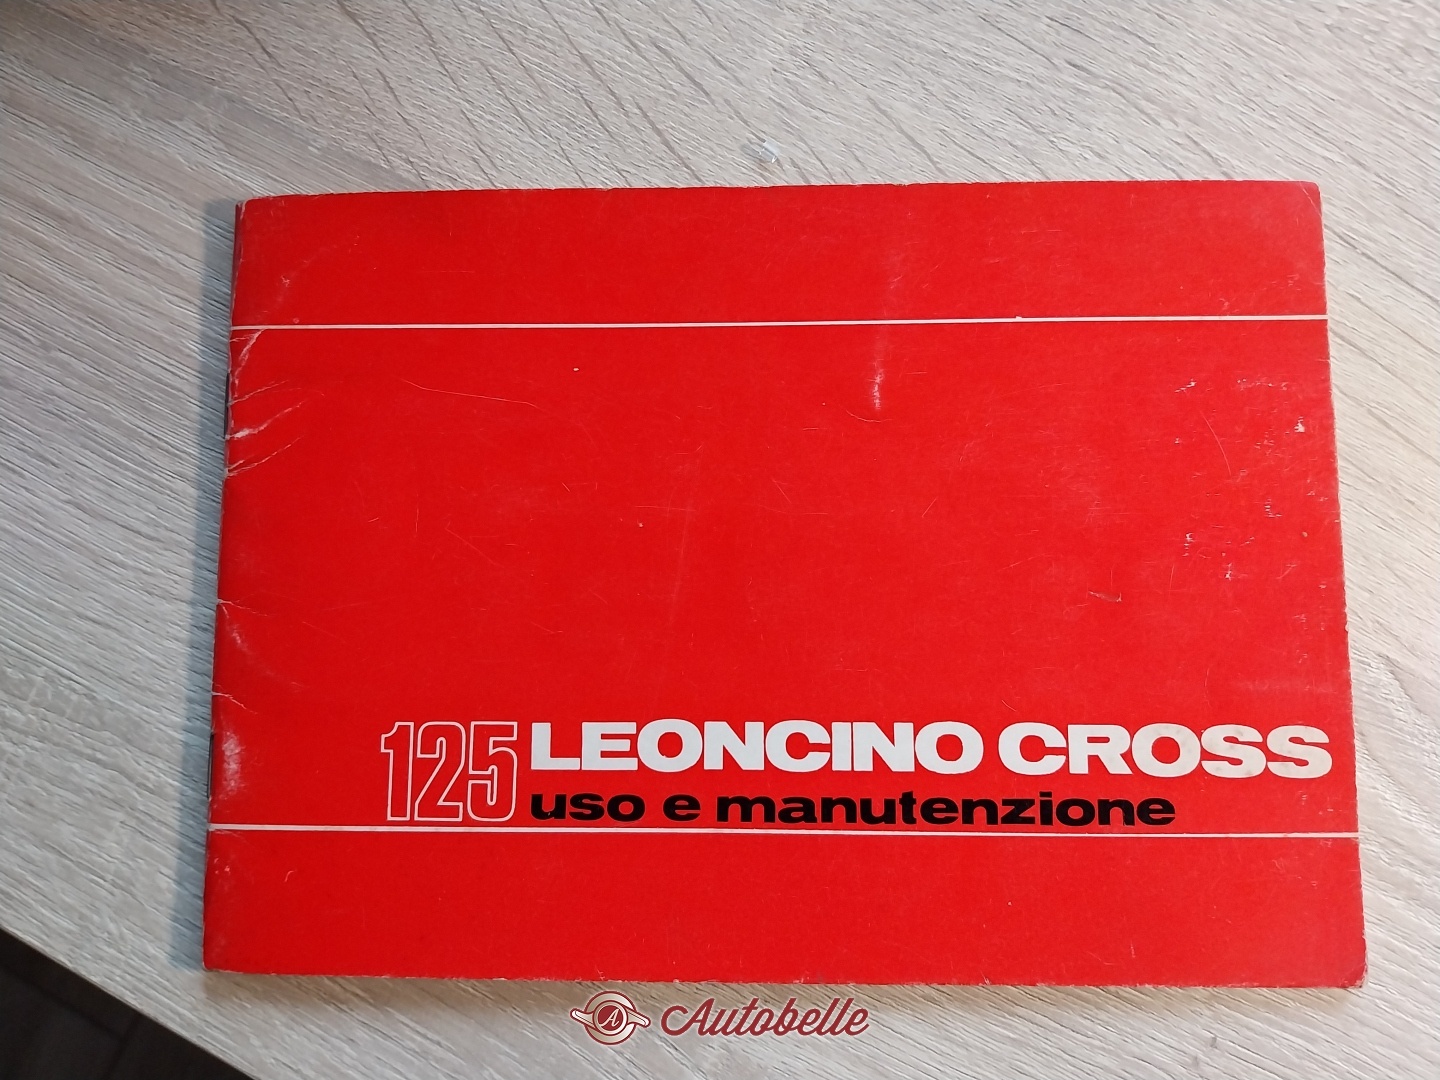 125 LEONCINO CROSS
uso e manutenzione
A Autobelle